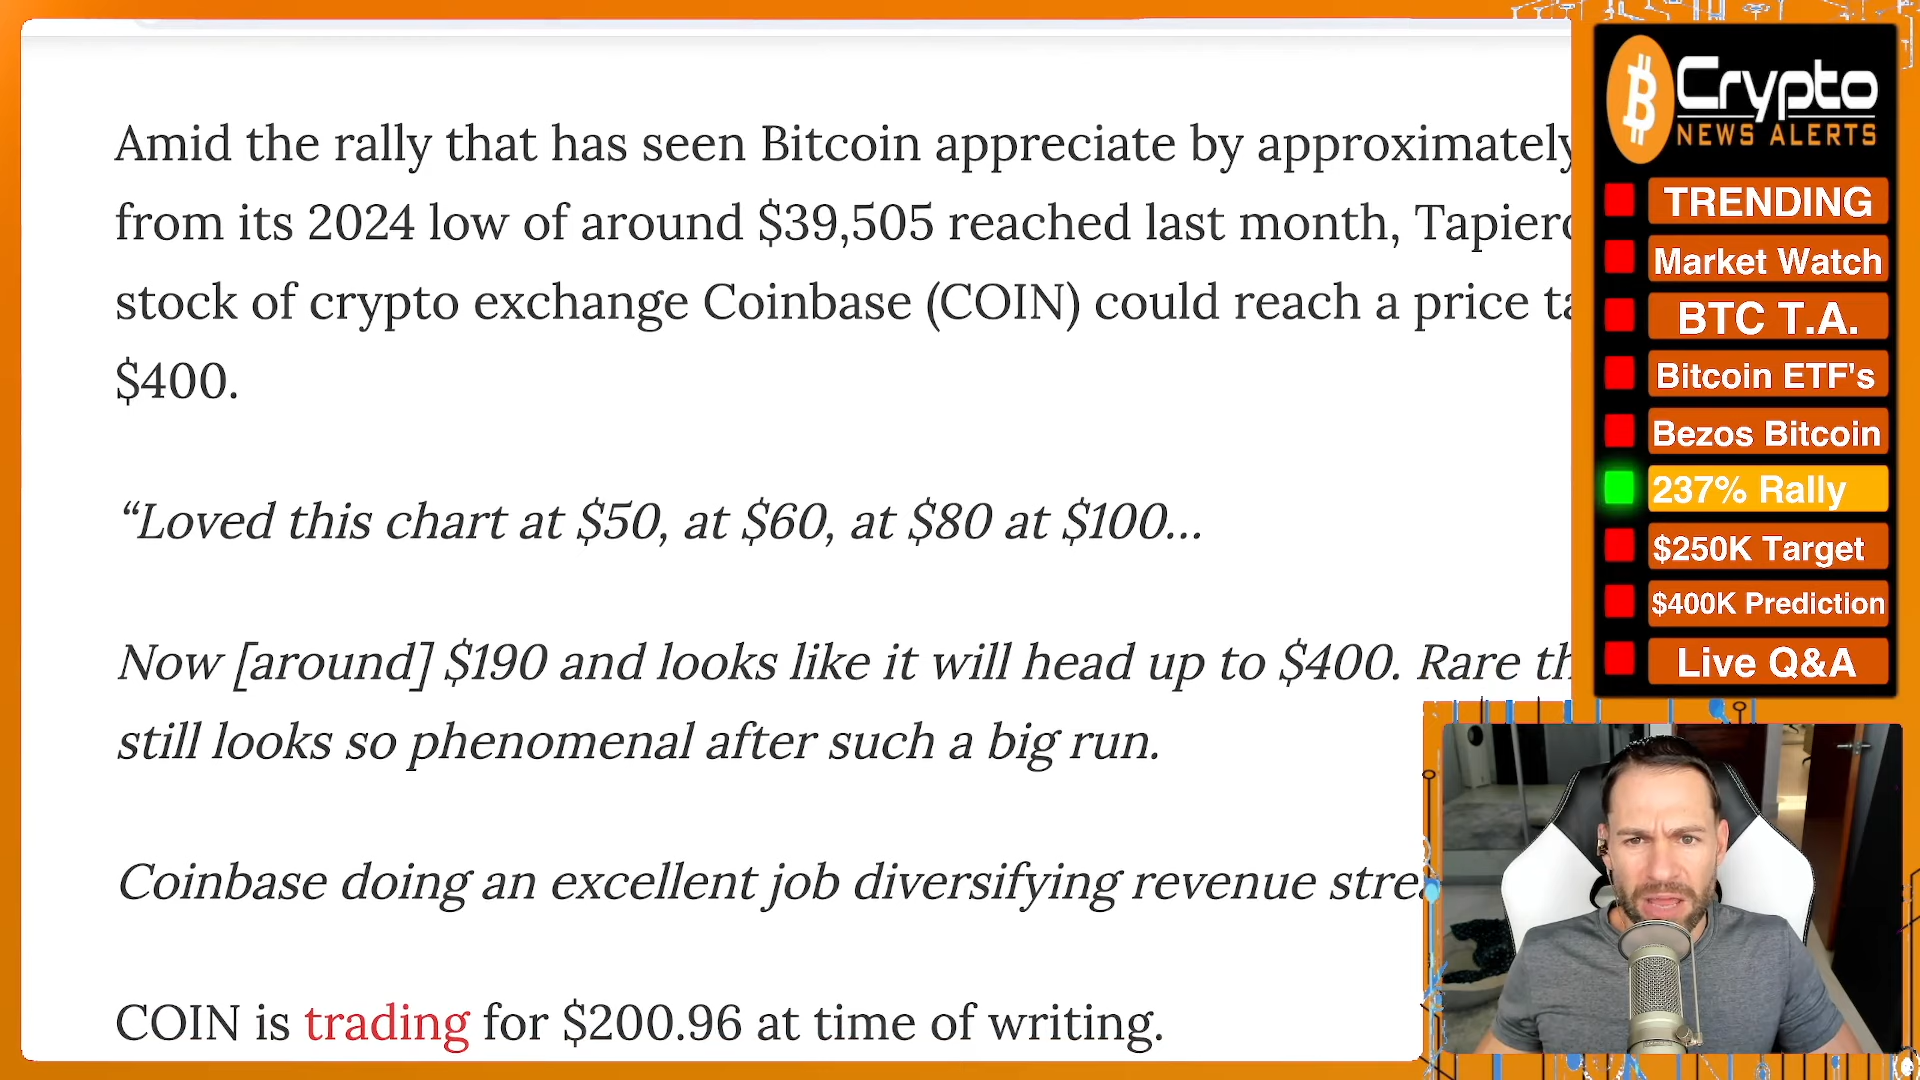 Amid the rally that has seen Bitcoin appreciate by approximately
from its 2024 low of around $39,505 reached last month,
stock of crypto exchange Coinbase (COIN) could reach a price
$400.
“Loved this chart at $50, at $60, at $80 at $100...
Now [around] $190 and looks like it will head up to $400. Rare
still looks so phenomenal after such a big run.
Coinbase doing an excellent job diversifying revenue
COIN is trading for $200.96 at time of writing.
Crypto
NEWS ALERTS
TRENDING
Market Watch
BTC T.A.
Bitcoin ETF's
Bezos Bitcoin
237% Rally
$250K Target
$400K Prediction
Live Q&A